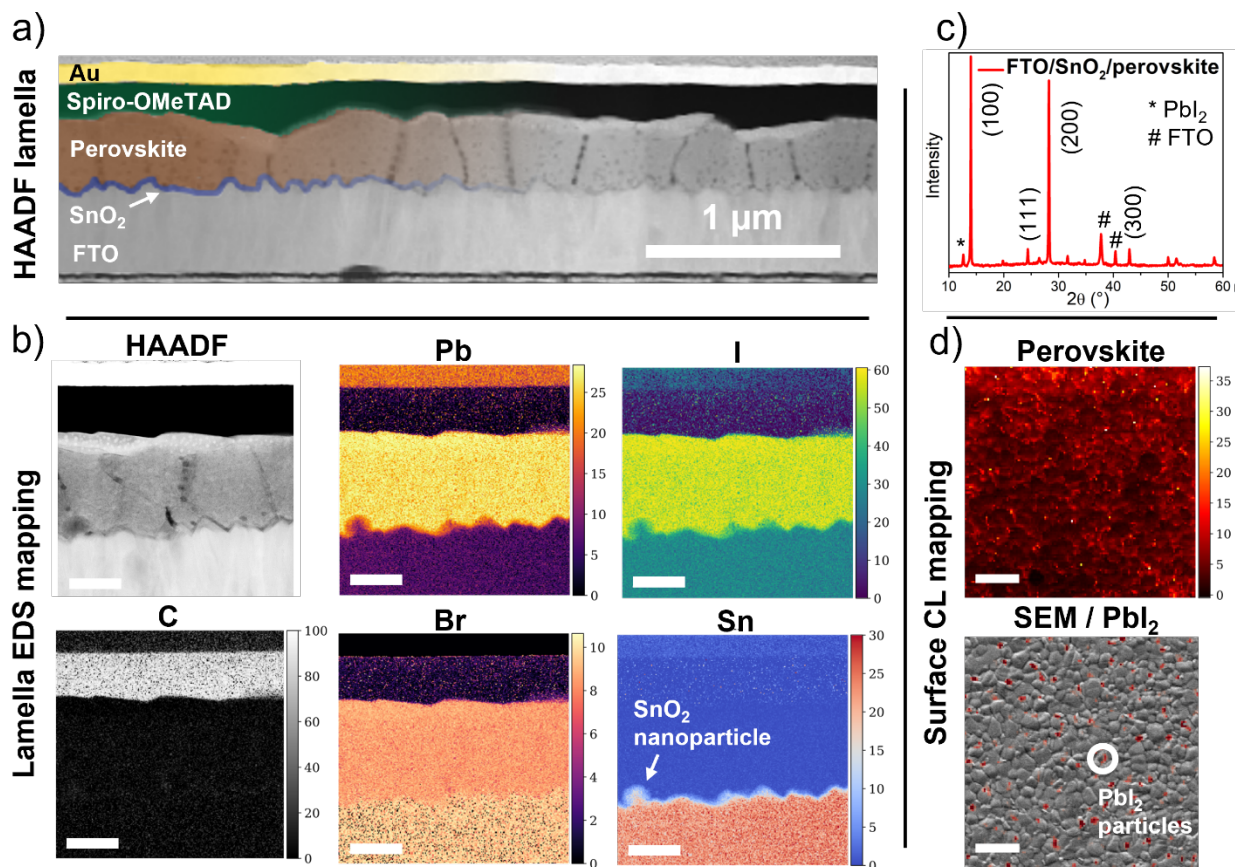 a)
HAADF lamella
Au
Spiro-OMeTAD
Perovskite
SnO₂
FTO
1 µm
c)
FTO/SnO₂/perovskite
* PbI₂
# FTO
(100)
(200)
(111)
(300)
*
#
#
Intensity
10 20 30 40 50 60
2θ (°)
b)
Lamella EDS mapping
HAADF
Pb
25
20
15
10
5
0
I
60
50
40
30
20
10
0
C
100
80
60
40
20
0
Br
10
8
6
4
2
0
Sn
30
25
20
15
10
5
0
SnO₂
nanoparticle
d)
Surface CL mapping
Perovskite
35
30
25
20
15
10
5
0
SEM / PbI₂
PbI₂
particles